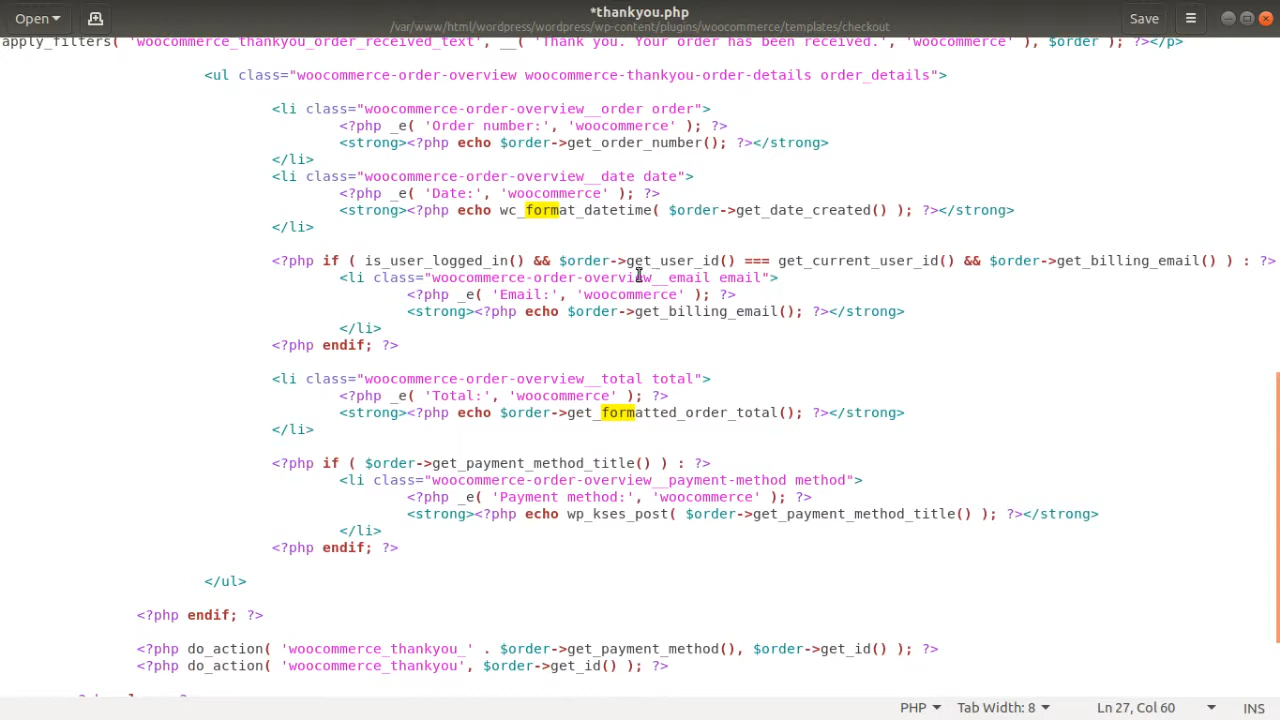 Open
*thankyou.php
/var/www/html/wordpress/wordpress/wp-content/plugins/woocommerce/templates/checkout
Save
apply_filters( 'woocommerce_thankyou_order_received_text', __( 'Thank you. Your order has been received.', 'woocommerce' ), $order ); ?></p>
<ul class="woocommerce-order-overview woocommerce-thankyou-order-details order_details">
<li class="woocommerce-order-overview__order order">
<?php _e( 'Order number:', 'woocommerce' ); ?>
<strong><?php echo $order->get_order_number(); ?></strong>
</li>
<li class="woocommerce-order-overview__date date">
<?php _e( 'Date:', 'woocommerce' ); ?>
<strong><?php echo wc_format_datetime( $order->get_date_created() ); ?></strong>
</li>
<?php if ( is_user_logged_in() && $order->get_user_id() === get_current_user_id() && $order->get_billing_email() ) : ?>
<li class="woocommerce-order-overview__email email">
<?php _e( 'Email:', 'woocommerce' ); ?>
<strong><?php echo $order->get_billing_email(); ?></strong>
</li>
<?php endif; ?>
<li class="woocommerce-order-overview__total total">
<?php _e( 'Total:', 'woocommerce' ); ?>
<strong><?php echo $order->get_formatted_order_total(); ?></strong>
</li>
<?php if ( $order->get_payment_method_title() ) : ?>
<li class="woocommerce-order-overview__payment-method method">
<?php _e( 'Payment method:', 'woocommerce' ); ?>
<strong><?php echo wp_kses_post( $order->get_payment_method_title() ); ?></strong>
</li>
<?php endif; ?>
</ul>
<?php endif; ?>
<?php do_action( 'woocommerce_thankyou_' . $order->get_payment_method(), $order->get_id() ); ?>
<?php do_action( 'woocommerce_thankyou', $order->get_id() ); ?>
PHP Tab Width: 8 Ln 27, Col 60 INS